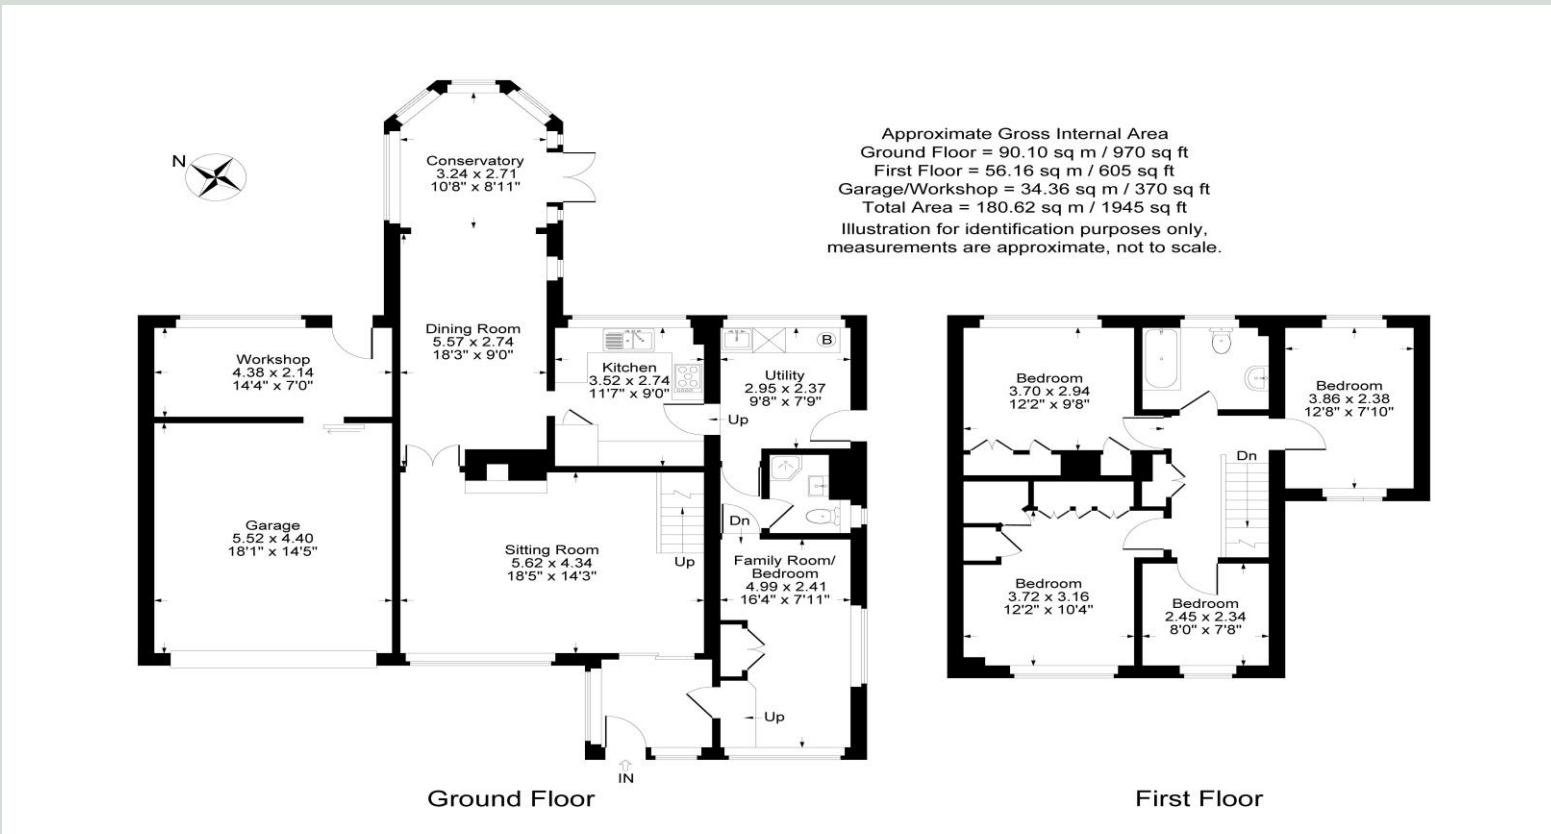 Approximate Gross Internal Area
Ground Floor = 90.10 sq m / 970 sq ft
First Floor = 56.16 sq m / 605 sq ft
Garage/Workshop = 34.36 sq m / 370 sq ft
Total Area = 180.62 sq m / 1945 sq ft
Illustration for identification purposes only,
measurements are approximate, not to scale.
N
Conservatory
3.24 x 2.71
10'8" x 8'11"
Dining Room
5.57 x 2.74
18'3" x 9'0"
Workshop
4.38 x 2.14
14'4" x 7'0"
Kitchen
3.52 x 2.74
11'7" x 9'0"
B
Utility
2.95 x 2.37
9'8" x 7'9"
Up
Garage
5.52 x 4.40
18'1" x 14'5"
Sitting Room
5.62 x 4.34
18'5" x 14'3"
Up
Dn
Family Room/
Bedroom
4.99 x 2.41
16'4" x 7'11"
Up
IN
Ground Floor
Bedroom
3.70 x 2.94
12'2" x 9'8"
Bedroom
3.86 x 2.38
12'8" x 7'10"
Dn
Bedroom
3.72 x 3.16
12'2" x 10'4"
Bedroom
2.45 x 2.34
8'0" x 7'8"
First Floor